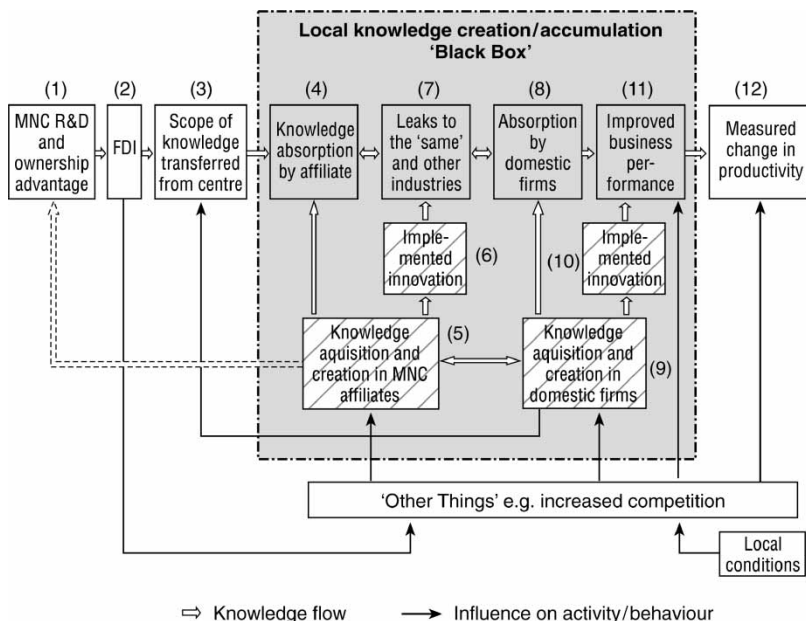 Local knowledge creation/accumulation
‘Black Box’
(1)
(2)
(3)
(4)
(7)
(8)
(11)
(12)
MNC R&D
and
ownership
advantage
FDI
Scope of
knowledge
transferred
from centre
Knowledge
absorption
by affiliate
Leaks to
the ‘same’
and other
industries
Absorption
by
domestic
firms
Improved
business
per-
formance
Measured
change in
productivity
Imple-
mented
innovation
(6)
(10)
Imple-
mented
innovation
Knowledge
aquisition and
creation in MNC
affiliates
(5)
Knowledge
aquisition and
creation in
domestic firms
(9)
‘Other Things’ e.g. increased competition
Local
conditions
Knowledge flow
Influence on activity/behaviour